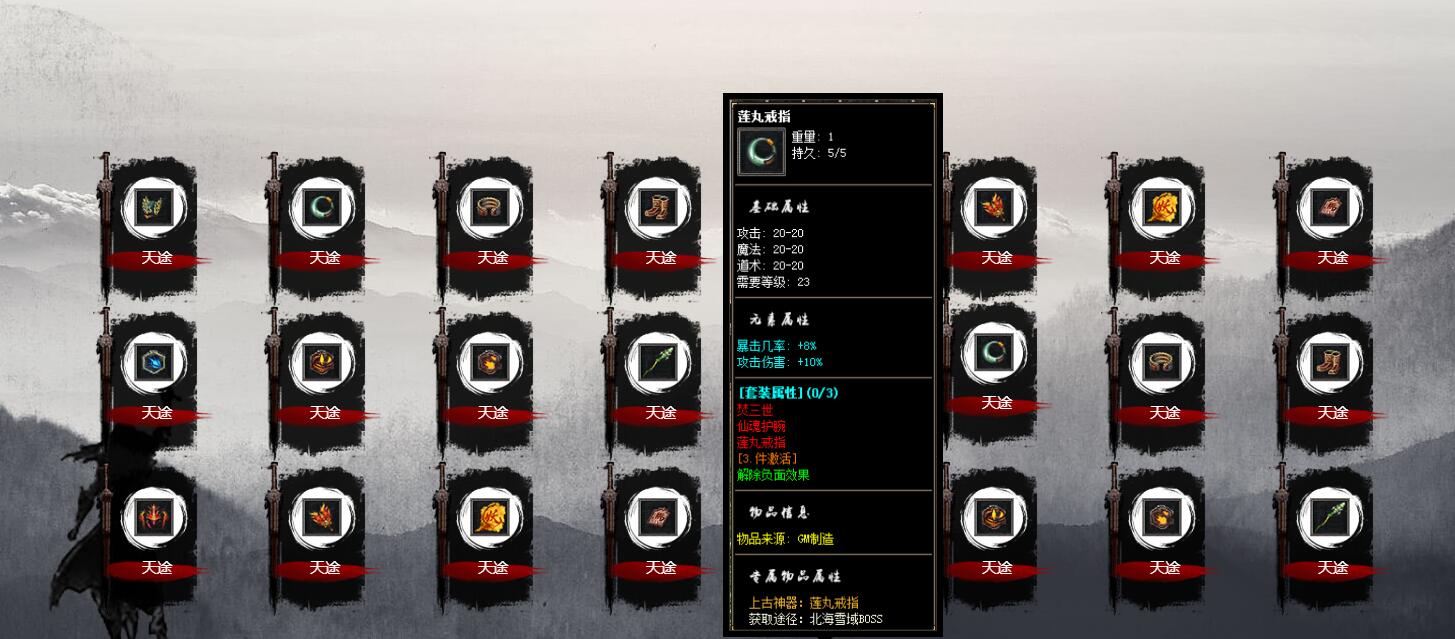 莲丸戒指
重量: 1
持久: 5/5
基础属性
攻击: 20-20
魔法: 20-20
道术: 20-20
需要等级: 23
元素属性
暴击几率: +8%
攻击伤害: +10%
[套装属性](0/3)
焚三世
仙魂护腕
莲丸戒指
[3.件激活]
解除负面效果
物品信息
物品来源: GM制造
专属物品属性
上古神器: 莲丸戒指
获取途径: 北海雪域BOSS
天途 天途 天途 天途 天途 天途 天途
天途 天途 天途 天途 天途 天途 天途
天途 天途 天途 天途 天途 天途 天途